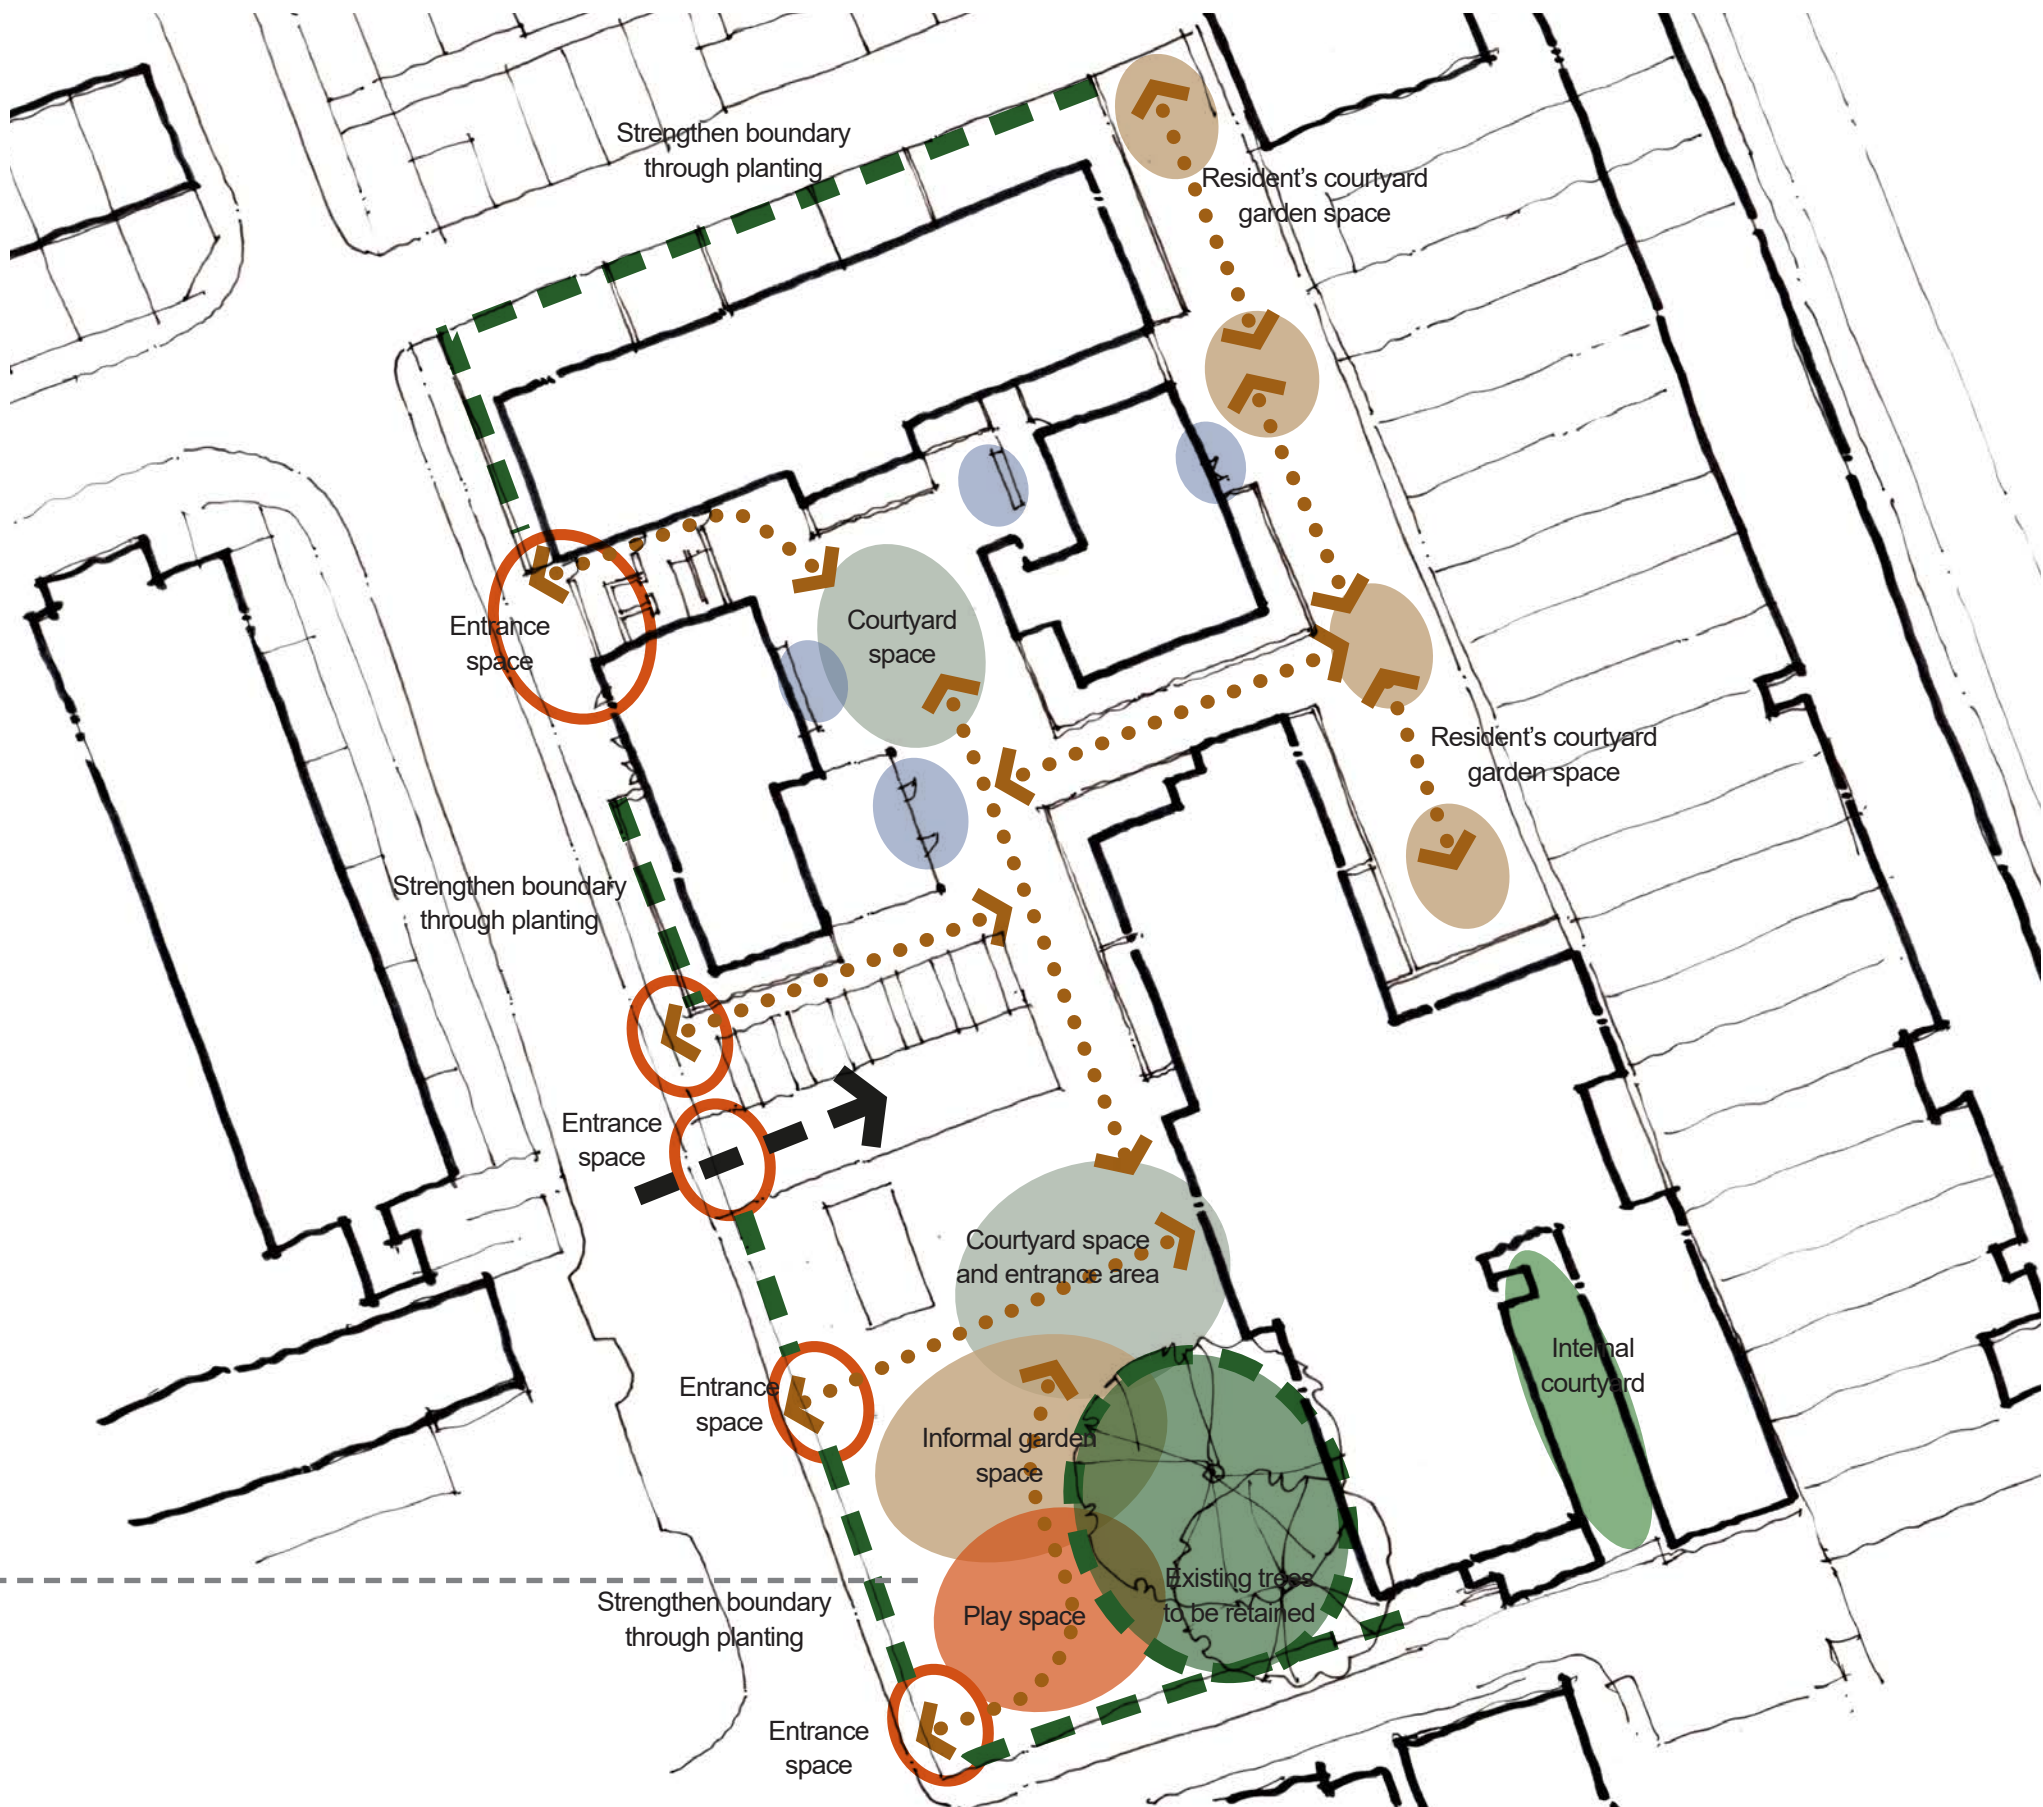 Strengthen boundary
through planting
Resident’s courtyard
garden space
Entrance
space
Courtyard
space
Resident’s courtyard
garden space
Strengthen boundary
through planting
Entrance
space
Courtyard space
and entrance area
Internal
courtyard
Entrance
space
Informal garden
space
Existing trees
to be retained
Strengthen boundary
through planting
Play space
Entrance
space